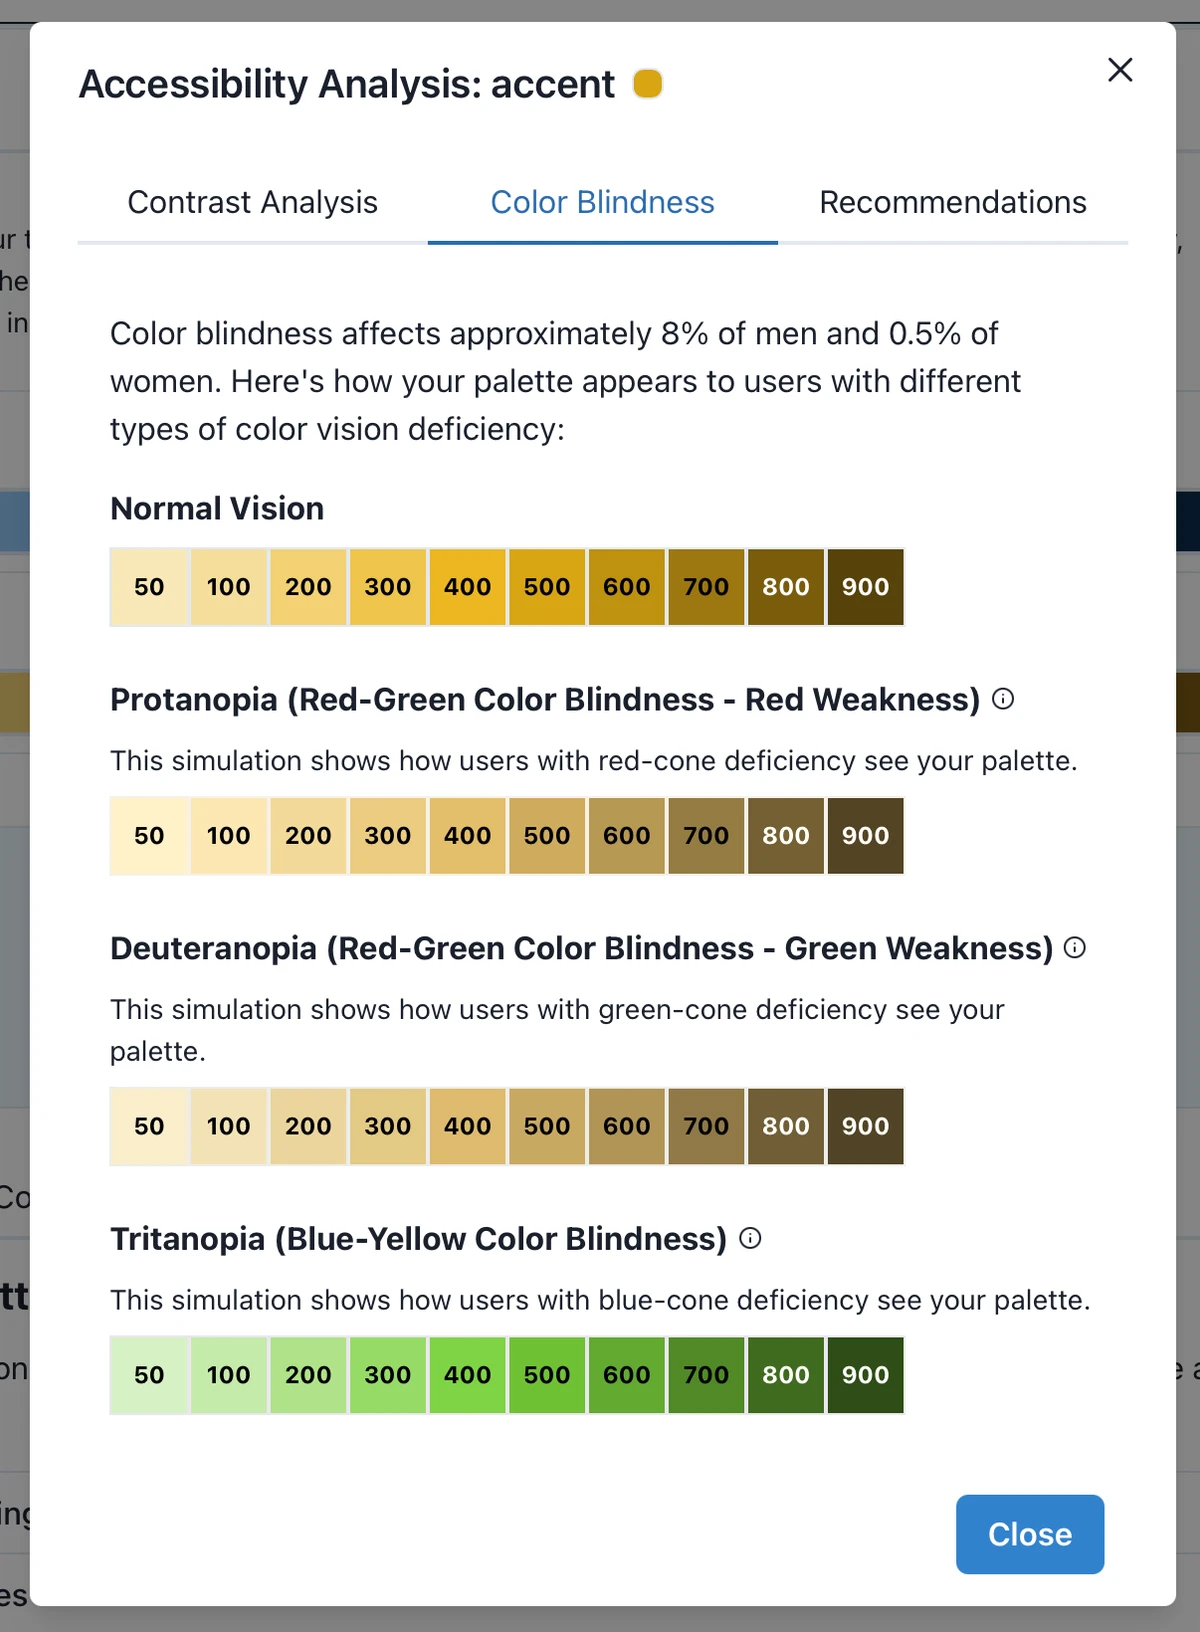 Accessibility Analysis: accent
Contrast Analysis
Color Blindness
Recommendations
Color blindness affects approximately 8% of men and 0.5% of
women. Here's how your palette appears to users with different
types of color vision deficiency:
Normal Vision
50 100 200 300 400 500 600 700 800 900
Protanopia (Red-Green Color Blindness - Red Weakness)
This simulation shows how users with red-cone deficiency see your palette.
50 100 200 300 400 500 600 700 800 900
Deuteranopia (Red-Green Color Blindness - Green Weakness)
This simulation shows how users with green-cone deficiency see your
palette.
50 100 200 300 400 500 600 700 800 900
Tritanopia (Blue-Yellow Color Blindness)
This simulation shows how users with blue-cone deficiency see your palette.
50 100 200 300 400 500 600 700 800 900
Close